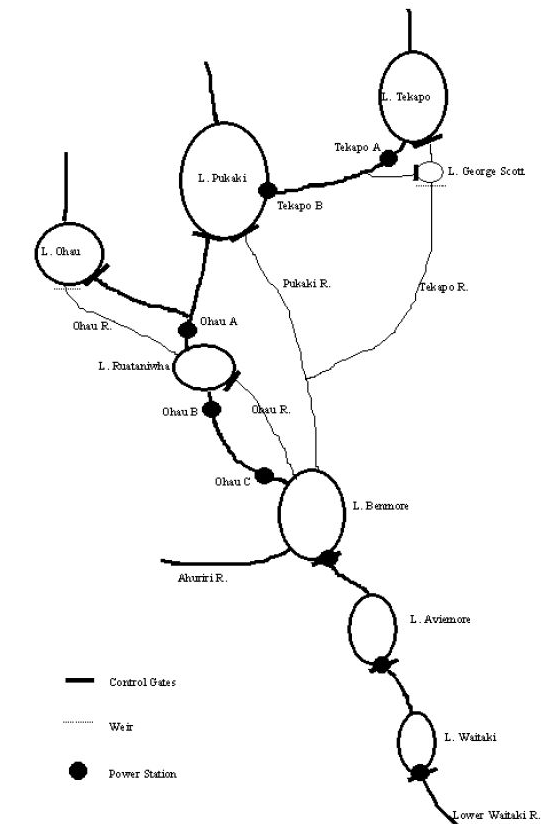 L. Tekapo
Tekapo A
L. George Scott
L. Pukaki
Tekapo B
L. Ohau
Pukaki R.
Tekapo R.
Ohau A
Ohau R.
L. Ruataniwha
Ohau B
Ohau R.
Ohau C
L. Benmore
Ahuriri R.
L. Aviemore
Control Gates
Weir
L. Waitaki
Power Station
Lower Waitaki R.